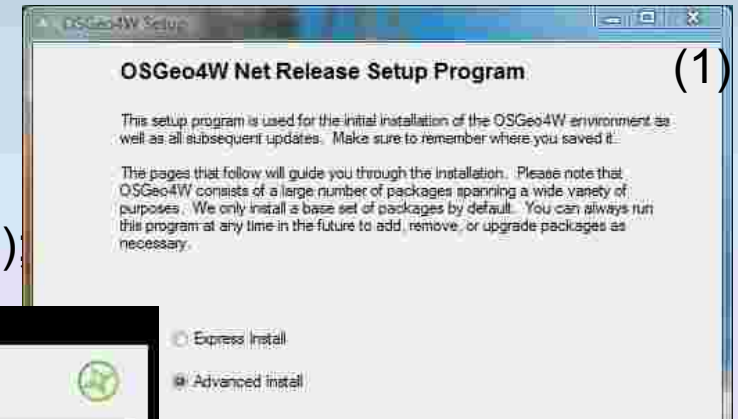 OSGeo4W Setup
OSGeo4W Net Release Setup Program
(1)
This setup program is used for the initial installation of the OSGeo4W environment as
well as all subsequent updates. Make sure to remember where you saved it.
The pages that follow will guide you through the installation. Please note that
OSGeo4W consists of a large number of packages spanning a wide variety of
purposes. We only install a base set of packages by default. You can always run
this program at any time in the future to add, remove, or upgrade packages as
necessary.
);
Express Install
Advanced install